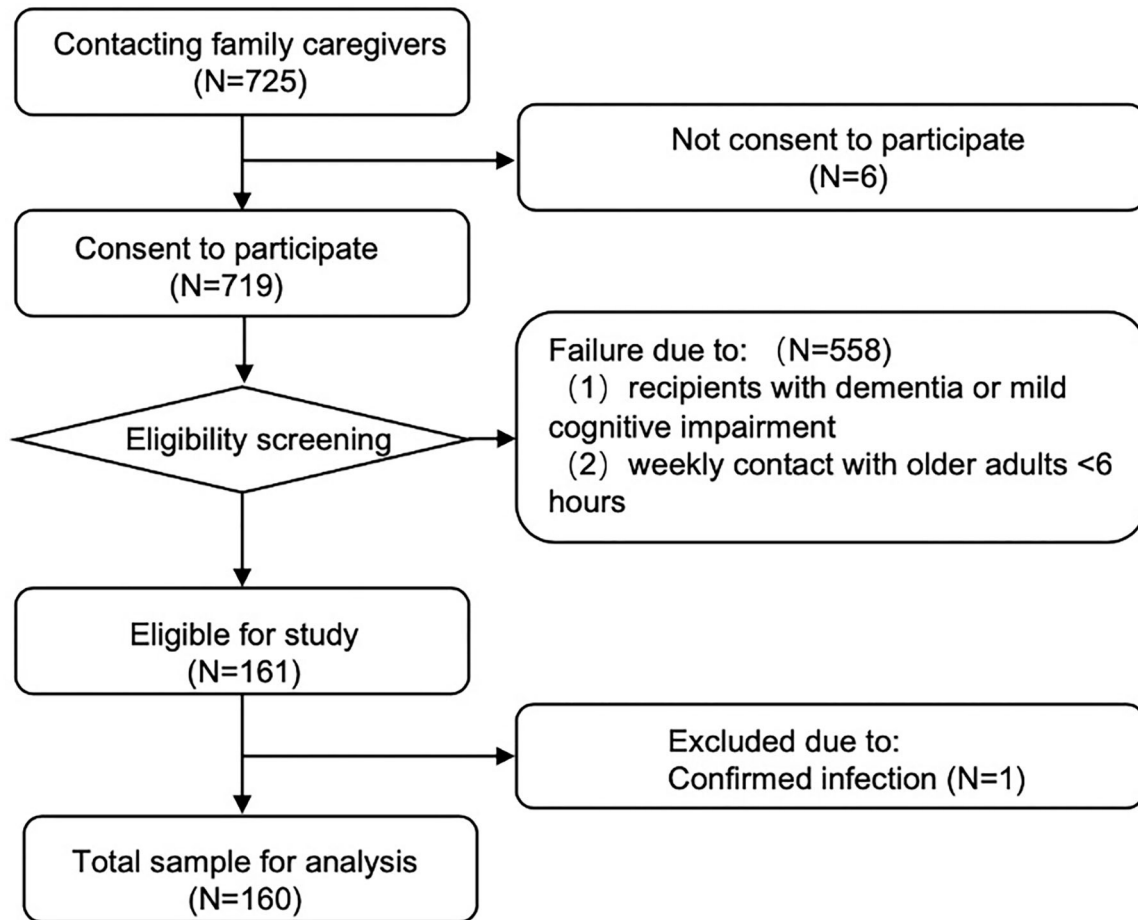 Contacting family caregivers
(N=725)
Not consent to participate
(N=6)
Consent to participate
(N=719)
Failure due to: （N=558)
（1）recipients with dementia or mild
cognitive impairment
（2）weekly contact with older adults <6
hours
Eligibility screening
Eligible for study
(N=161)
Excluded due to:
Confirmed infection (N=1)
Total sample for analysis
(N=160)